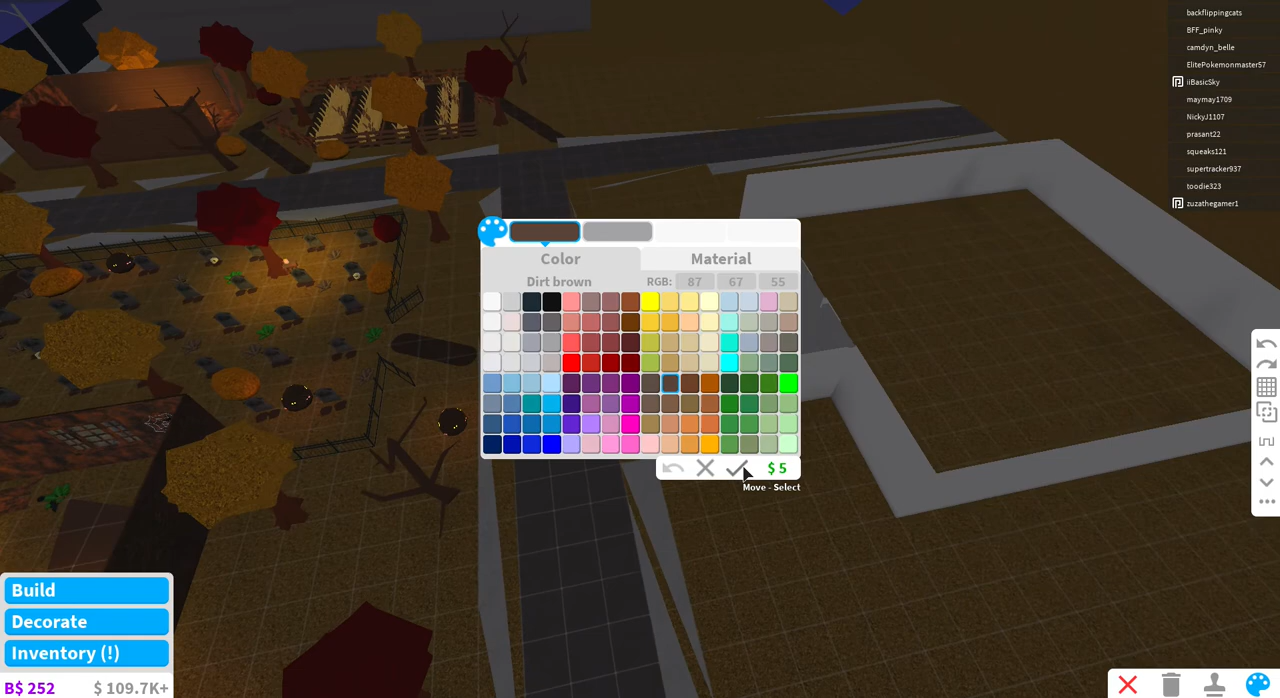 backflippingcats
BFF_pinky
camdyn_belle
ElitePokemonmaster57
iiBasicSky
maymay1709
NickyJ1107
prasant22
squeaks121
supertracker937
toodie323
zuzathegamer1
Color
Material
Dirt brown
RGB: 87 67 55
$ 5
Move - Select
Build
Decorate
Inventory (!)
B$ 252
$ 109.7K+